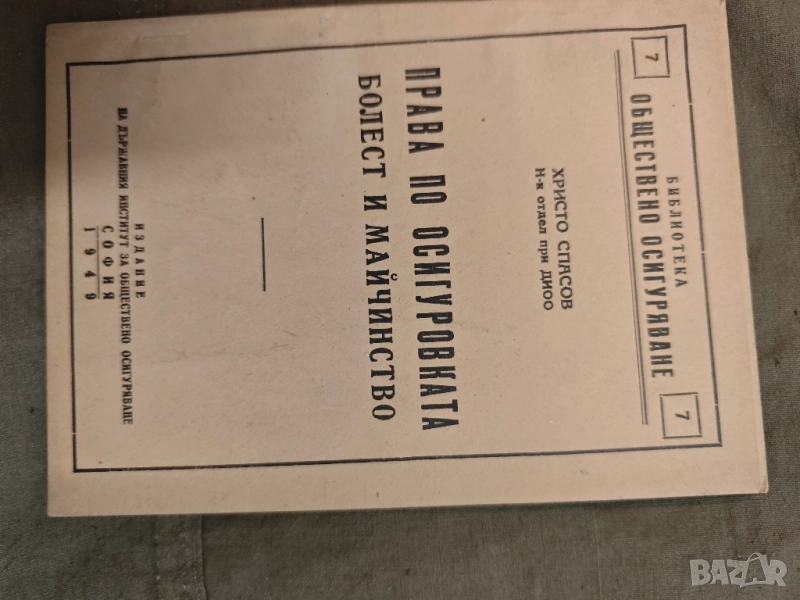 БИБЛИОТЕКА
7 ОБЩЕСТВЕНО ОСИГУРЯВАНЕ 7
ХРИСТО СПАСОВ
Н-к отдел при ДИОО
ПРАВА ПО ОСИГУРОВКАТА
БОЛЕСТ И МАЙЧИНСТВО
ИЗДАНИЕ
НА ДЪРЖАВНИЯ ИНСТИТУТ ЗА ОБЩЕСТВЕНО ОСИГУРЯВАНЕ
СОФИЯ
1949
BAZAR